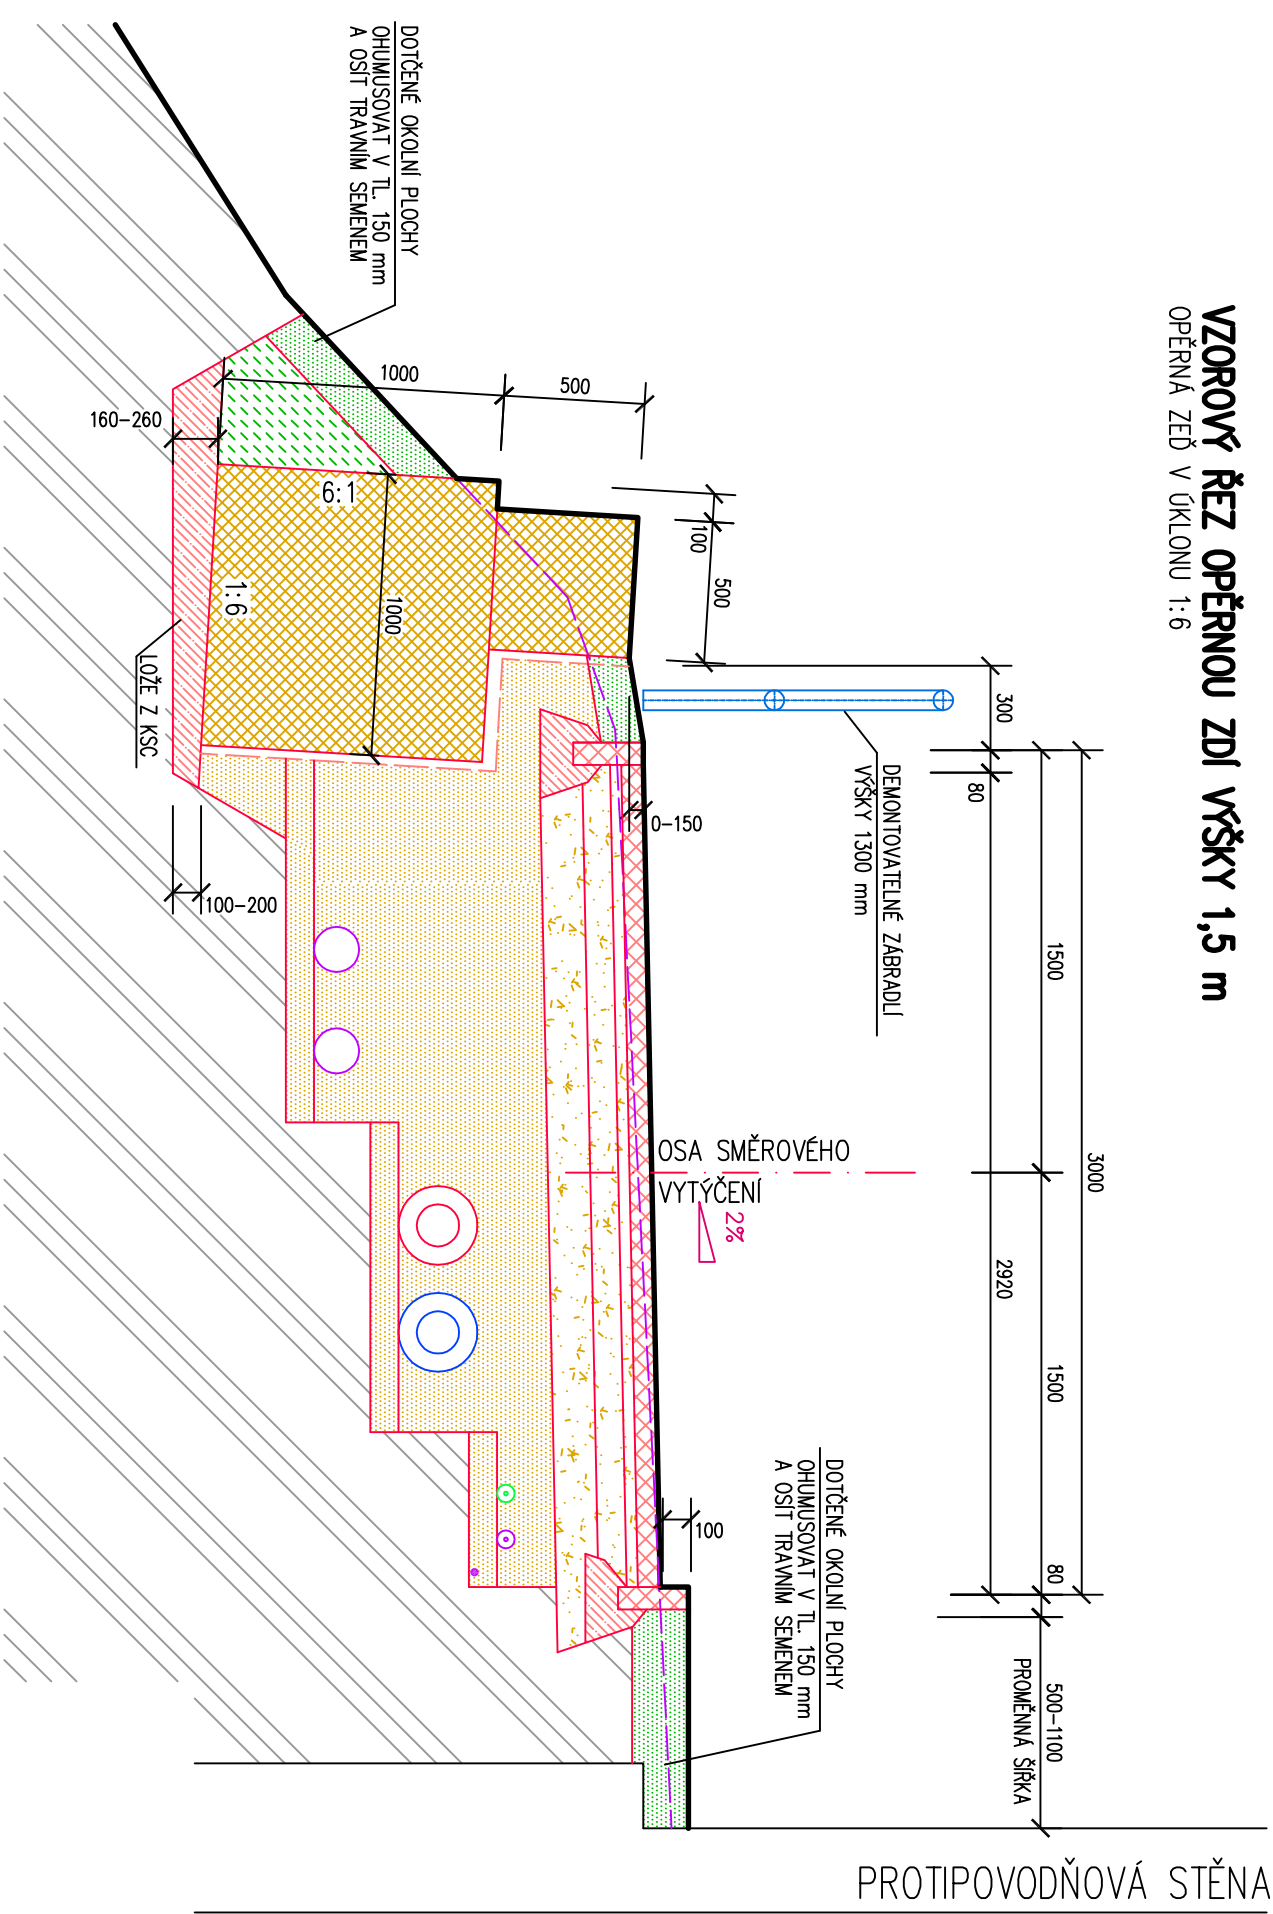 VZOROVÝ ŘEZ OPĚRNOU ZDÍ VÝŠKY 1,5 m
OPĚRNÁ ZEĎ V ÚKLONU 1:6
3000
1500
1500
500-1100
PROMĚNNÁ ŠÍŘKA
300
80
2920
80
DEMONTOVATELNÉ ZÁBRADLÍ
VÝŠKY 1300 mm
DOTČENÉ OKOLNÍ PLOCHY
OHUMUSOVAT V TL. 150 mm
A OSÍT TRAVNÍM SEMENEM
100
500
OSA SMĚROVÉHO
VYTÝČENÍ
2%
100
0-150
500
1000
DOTČENÉ OKOLNÍ PLOCHY
OHUMUSOVAT V TL. 150 mm
A OSÍT TRAVNÍM SEMENEM
6:1
1000
1:6
160-260
100-200
LOŽE Z KSC
PROTIPOVODŇOVÁ STĚNA